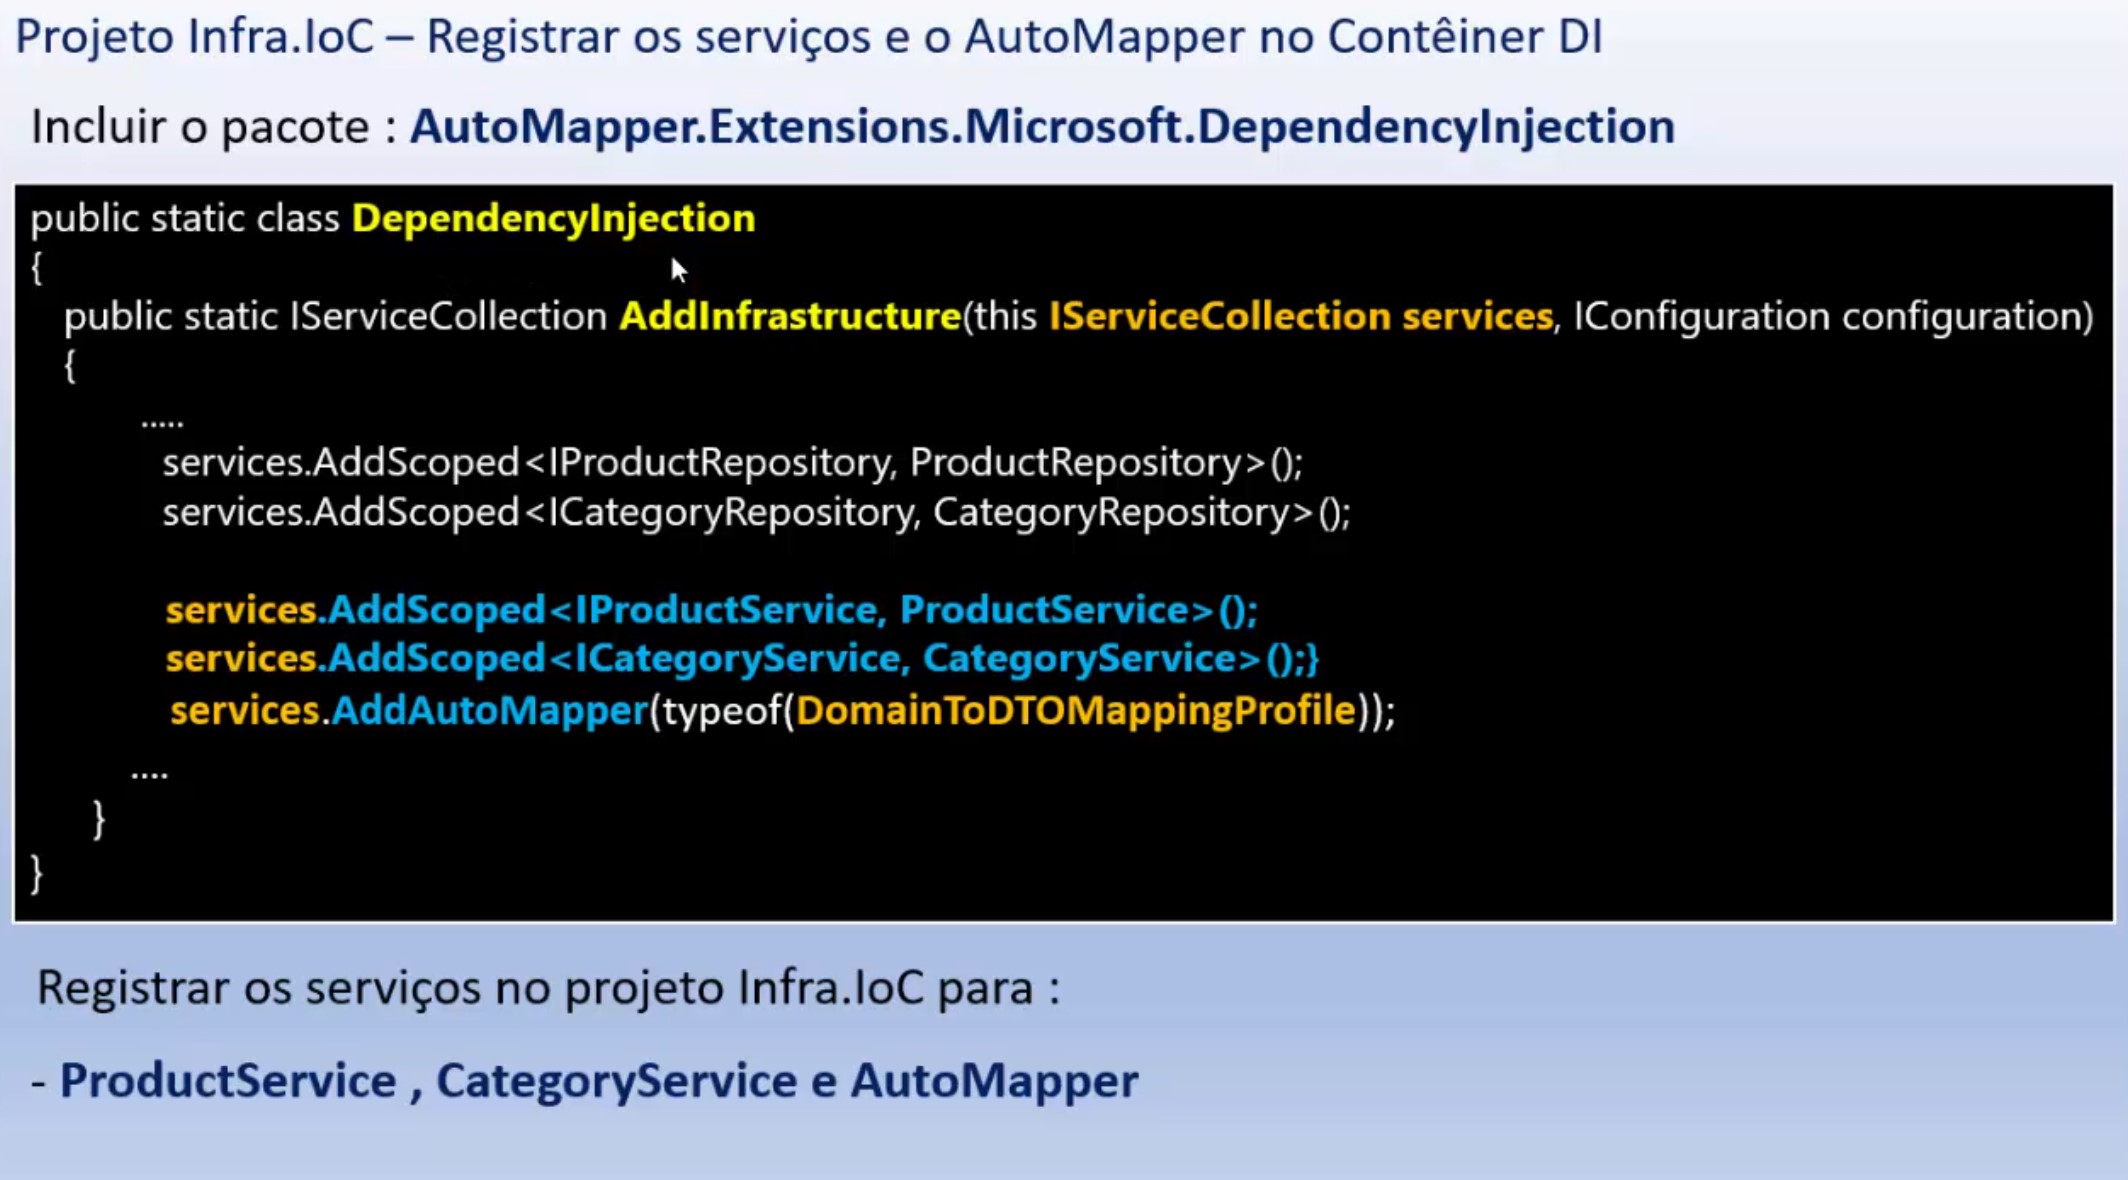 Projeto Infra.IoC – Registrar os serviços e o AutoMapper no Contêiner DI
Incluir o pacote : AutoMapper.Extensions.Microsoft.DependencyInjection
public static class DependencyInjection
{
public static IServiceCollection AddInfrastructure(this IServiceCollection services, IConfiguration configuration)
{
.....
services.AddScoped<IProductRepository, ProductRepository>();
services.AddScoped<ICategoryRepository, CategoryRepository>();
services.AddScoped<IProductService, ProductService>();
services.AddScoped<ICategoryService, CategoryService>();}
services.AddAutoMapper(typeof(DomainToDTOMappingProfile));
....
}
}
Registrar os serviços no projeto Infra.IoC para :
- ProductService , CategoryService e AutoMapper